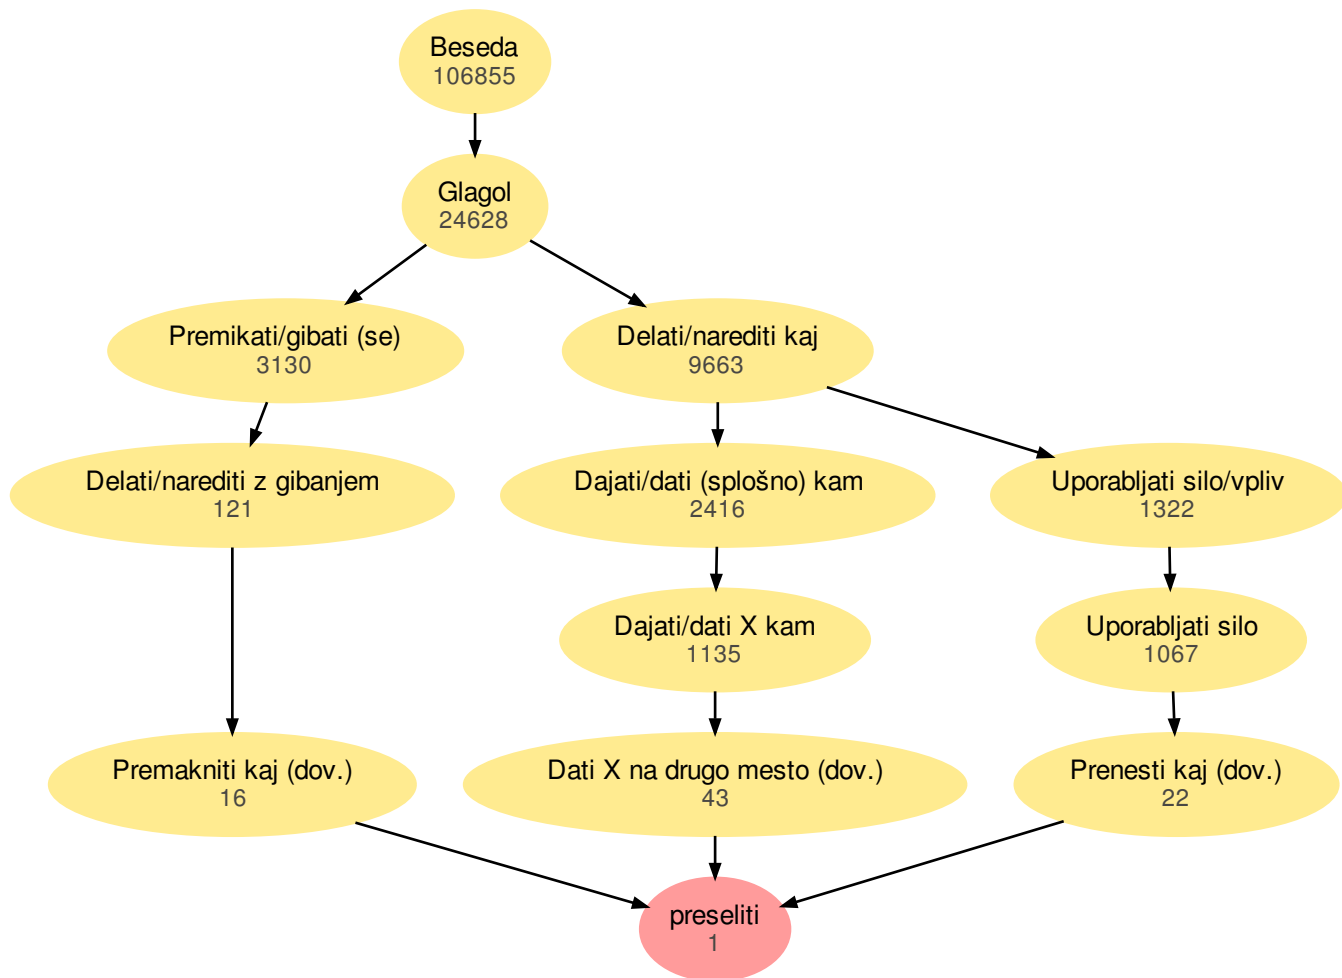 Beseda
106855
Glagol
24628
Premikati/gibati (se)
3130
Delati/narediti kaj
9663
Delati/narediti z gibanjem
121
Dajati/dati (splošno) kam
2416
Uporabljati silo/vpliv
1322
Dajati/dati X kam
1135
Uporabljati silo
1067
Premakniti kaj (dov.)
16
Dati X na drugo mesto (dov.)
43
Prenesti kaj (dov.)
22
preseliti
1